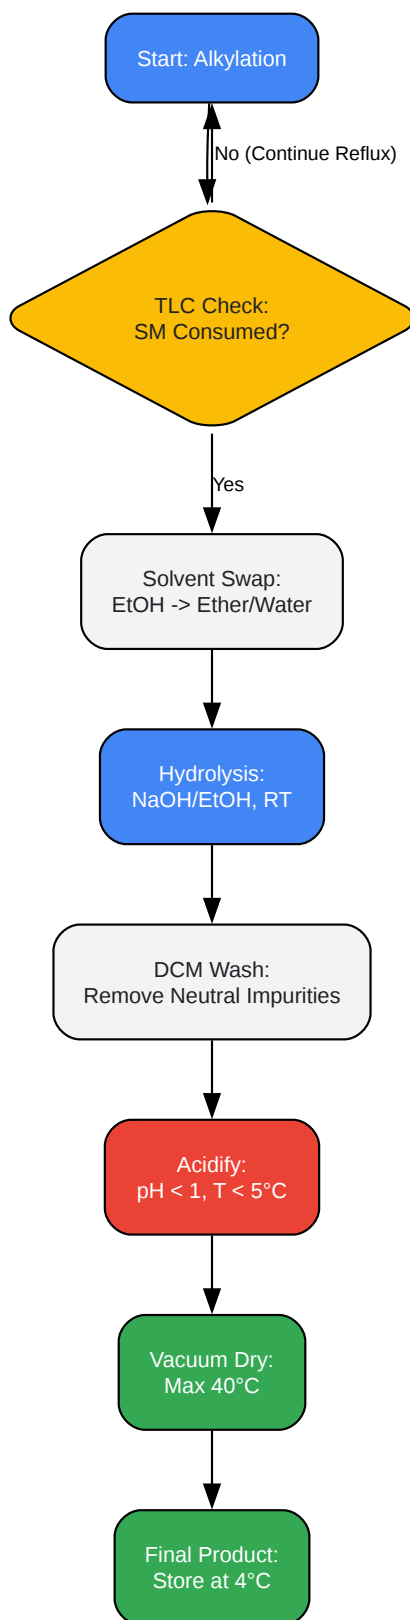 Start: Alkylation
No (Continue Reflux)
TLC Check:
SM Consumed?
Yes
Solvent Swap:
EtOH -> Ether/Water
Hydrolysis:
NaOH/EtOH, RT
DCM Wash:
Remove Neutral Impurities
Acidify:
pH < 1, T < 5°C
Vacuum Dry:
Max 40°C
Final Product:
Store at 4°C